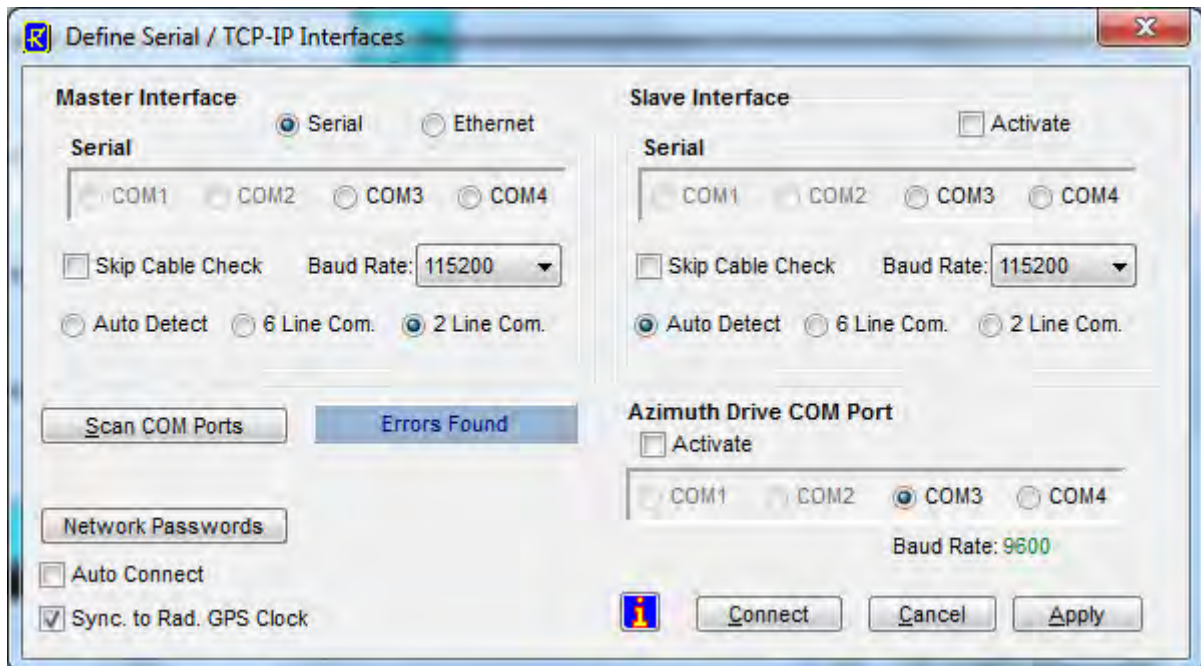 Define Serial / TCP-IP Interfaces
Master Interface
Serial Ethernet
Serial
COM1 COM2 COM3 COM4
Skip Cable Check Baud Rate: 115200
Auto Detect 6 Line Com. 2 Line Com.
Scan COM Ports Errors Found
Network Passwords
Auto Connect
Sync. to Rad. GPS Clock
Slave Interface
Activate
Serial
COM1 COM2 COM3 COM4
Skip Cable Check Baud Rate: 115200
Auto Detect 6 Line Com. 2 Line Com.
Azimuth Drive COM Port
Activate
COM1 COM2 COM3 COM4
Baud Rate: 9600
i Connect Cancel Apply